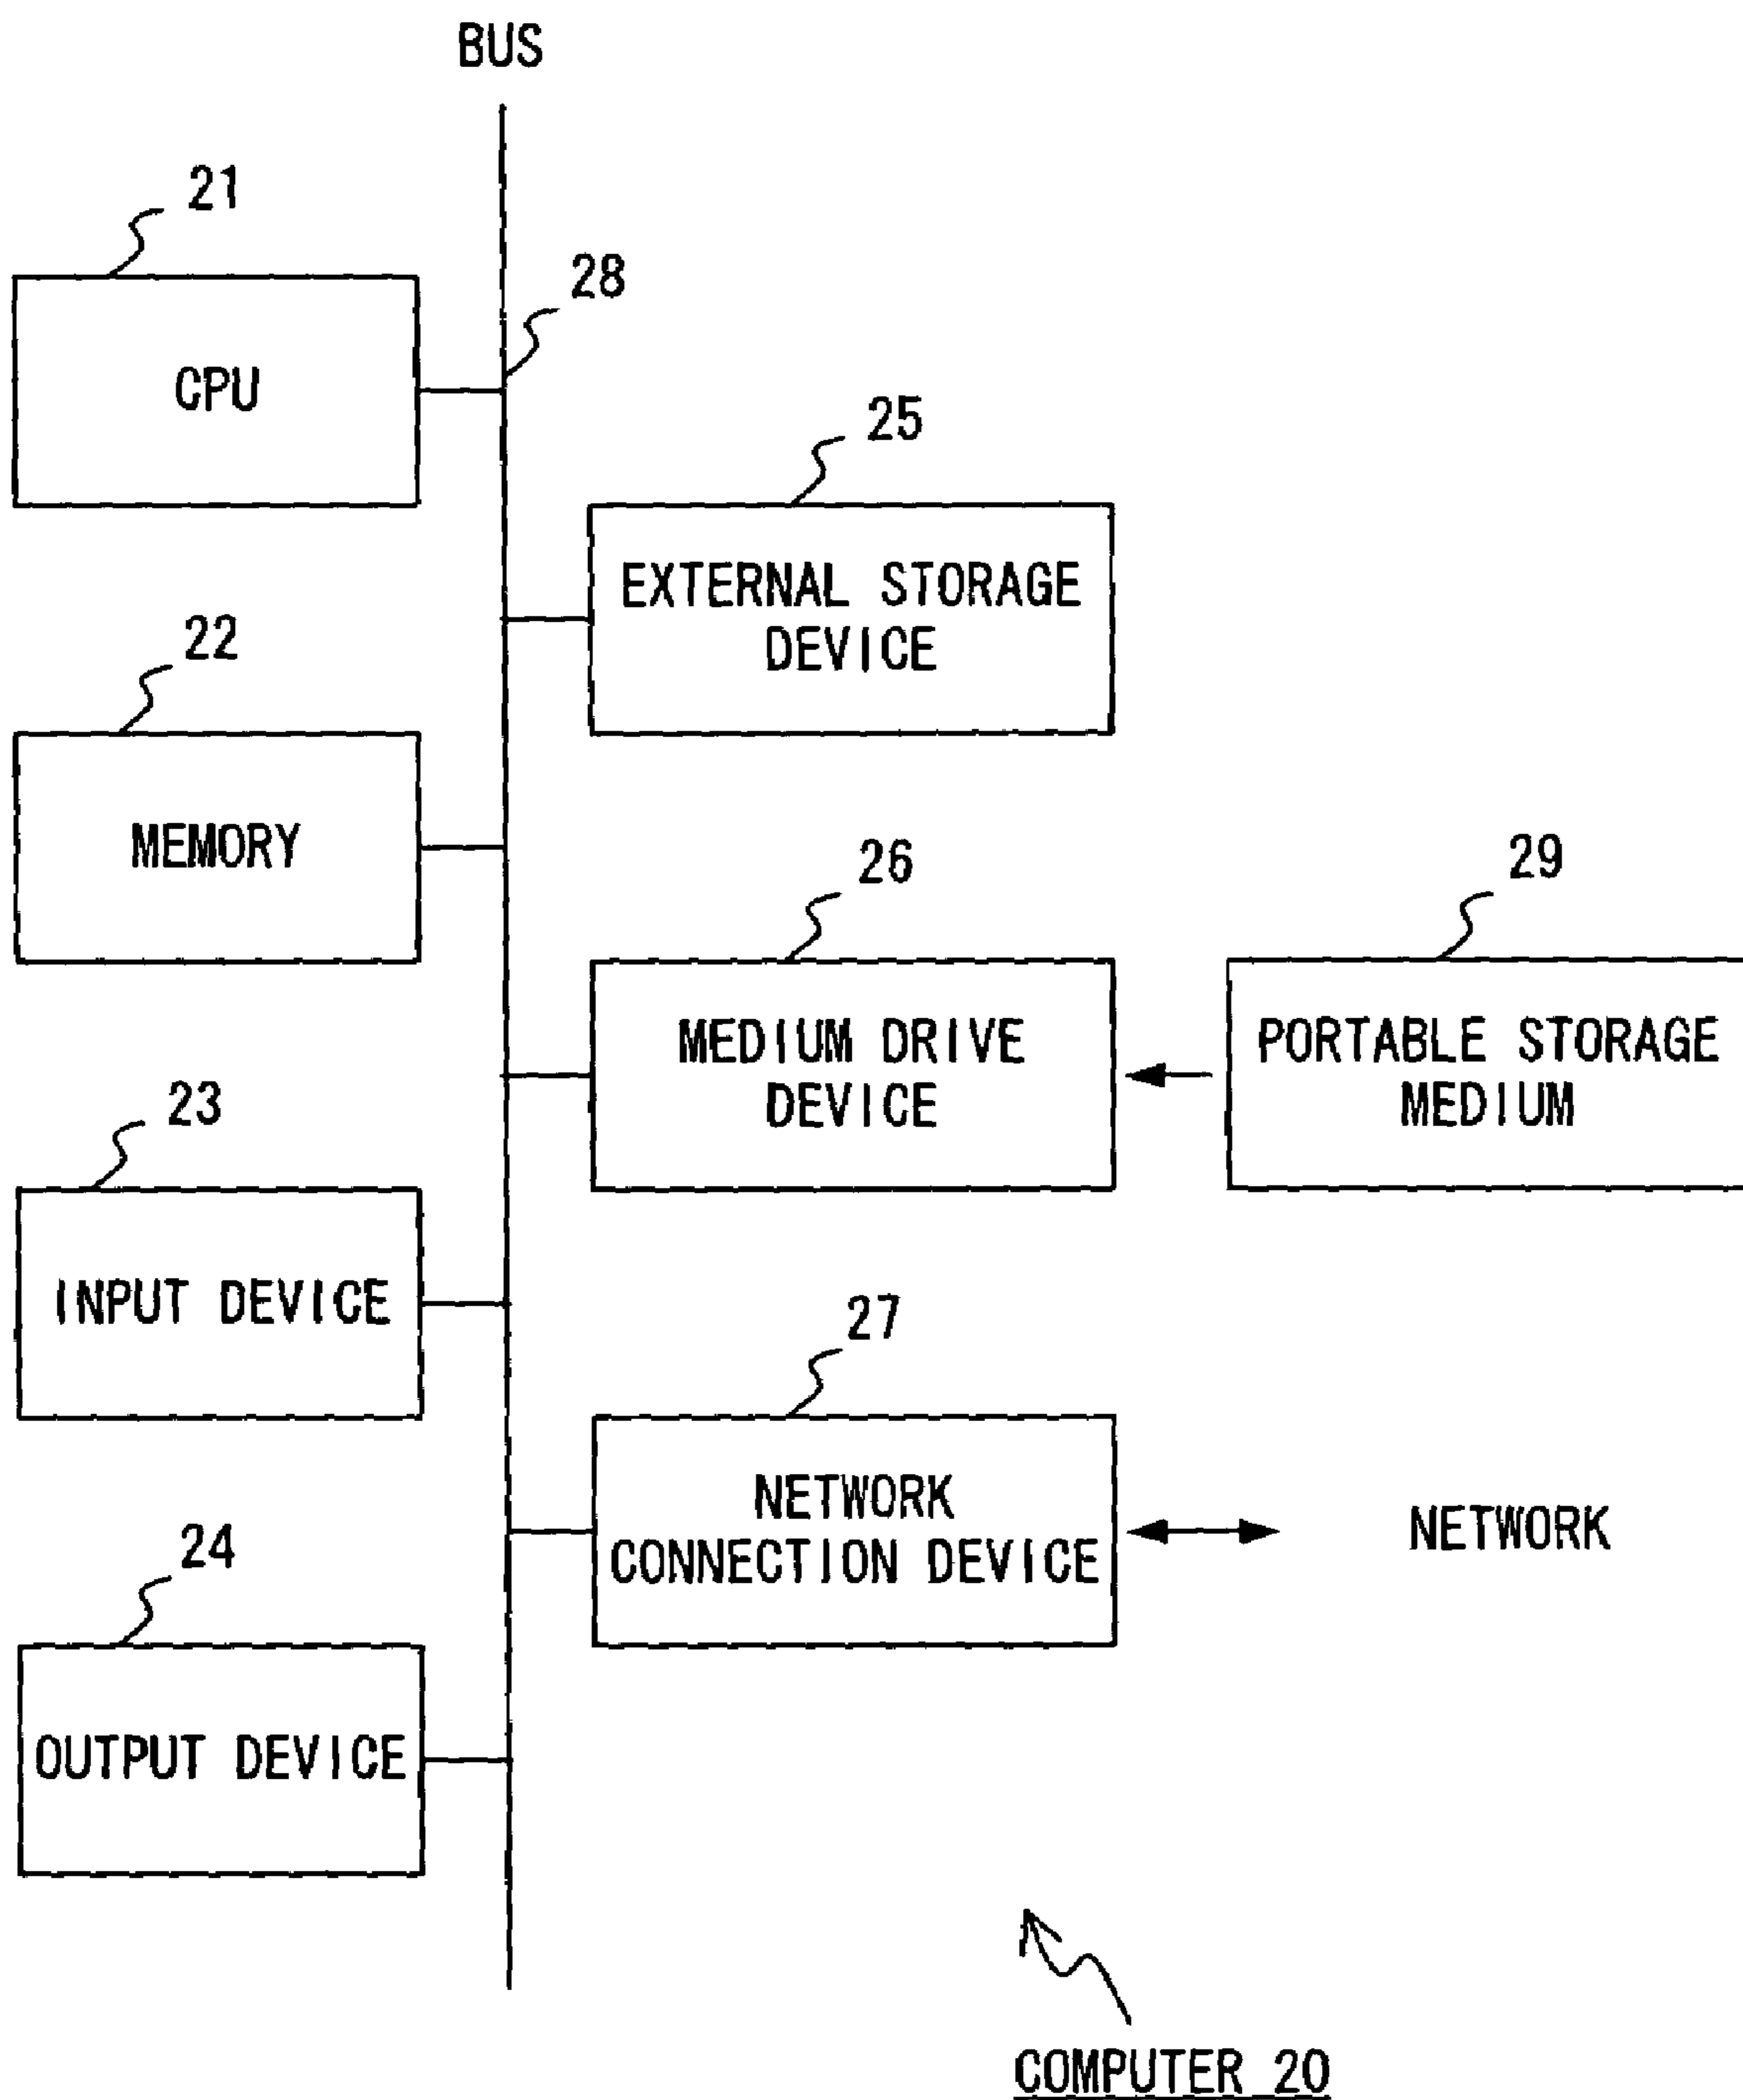 BUS
21
28
CPU
25
EXTERNAL STORAGE
DEVICE
22
MEMORY
26
29
MEDIUM DRIVE
DEVICE
PORTABLE STORAGE
MEDIUM
23
INPUT DEVICE
27
NETWORK
CONNECTION DEVICE
NETWORK
24
OUTPUT DEVICE
COMPUTER 20